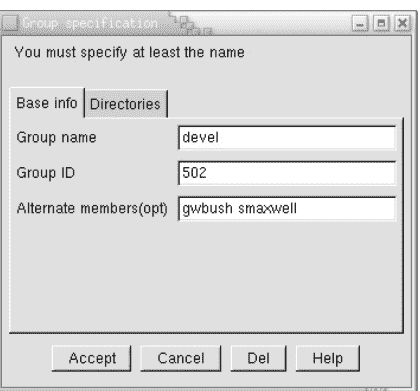 Group specification
You must specify at least the name
Base info Directories
Group name devel
Group ID 502
Alternate members(opt) gwbush smaxwell
Accept Cancel Del Help